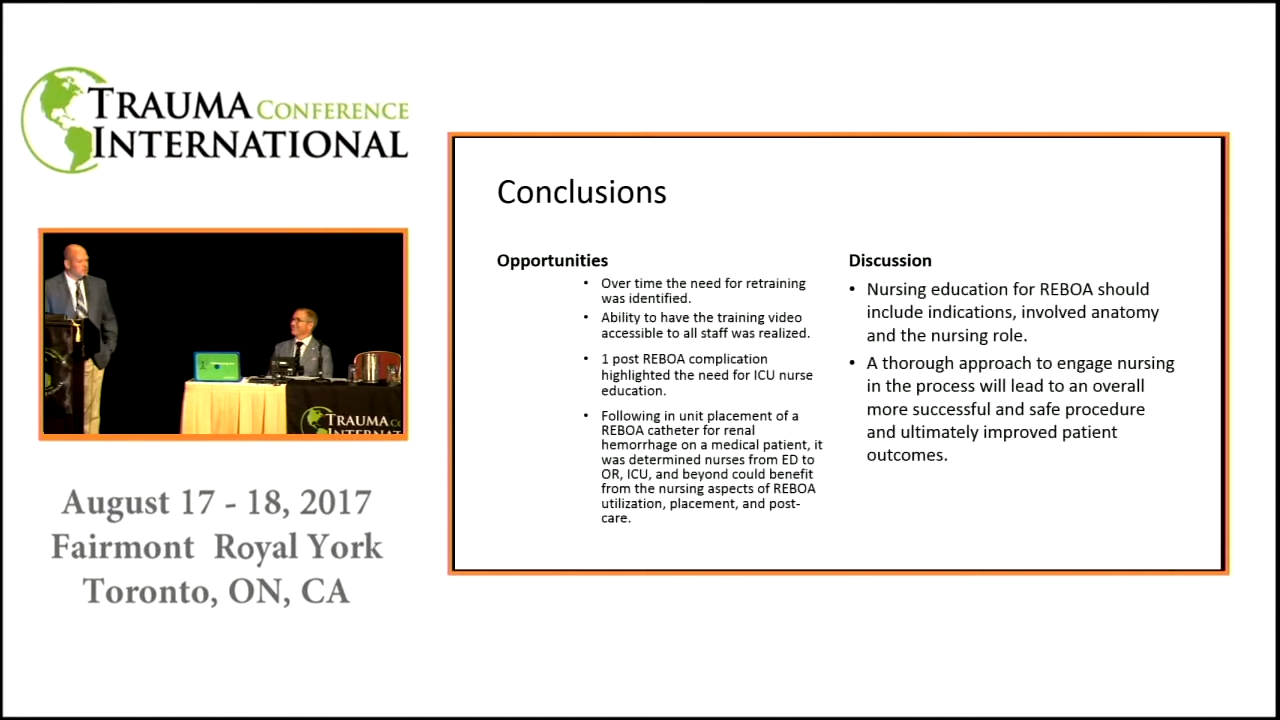 TRAUMA CONFERENCE
INTERNATIONAL
August 17 - 18, 2017
Fairmont Royal York
Toronto, ON, CA
Conclusions
Opportunities
• Over time the need for retraining
was identified.
• Ability to have the training video
accessible to all staff was realized.
• 1 post REBOA complication
highlighted the need for ICU nurse
education.
• Following in unit placement of a
REBOA catheter for renal
hemorrhage on a medical patient, it
was determined nurses from ED to
OR, ICU, and beyond could benefit
from the nursing aspects of REBOA
utilization, placement, and post-
care.
Discussion
• Nursing education for REBOA should
include indications, involved anatomy
and the nursing role.
• A thorough approach to engage nursing
in the process will lead to an overall
more successful and safe procedure
and ultimately improved patient
outcomes.
TRAUMA